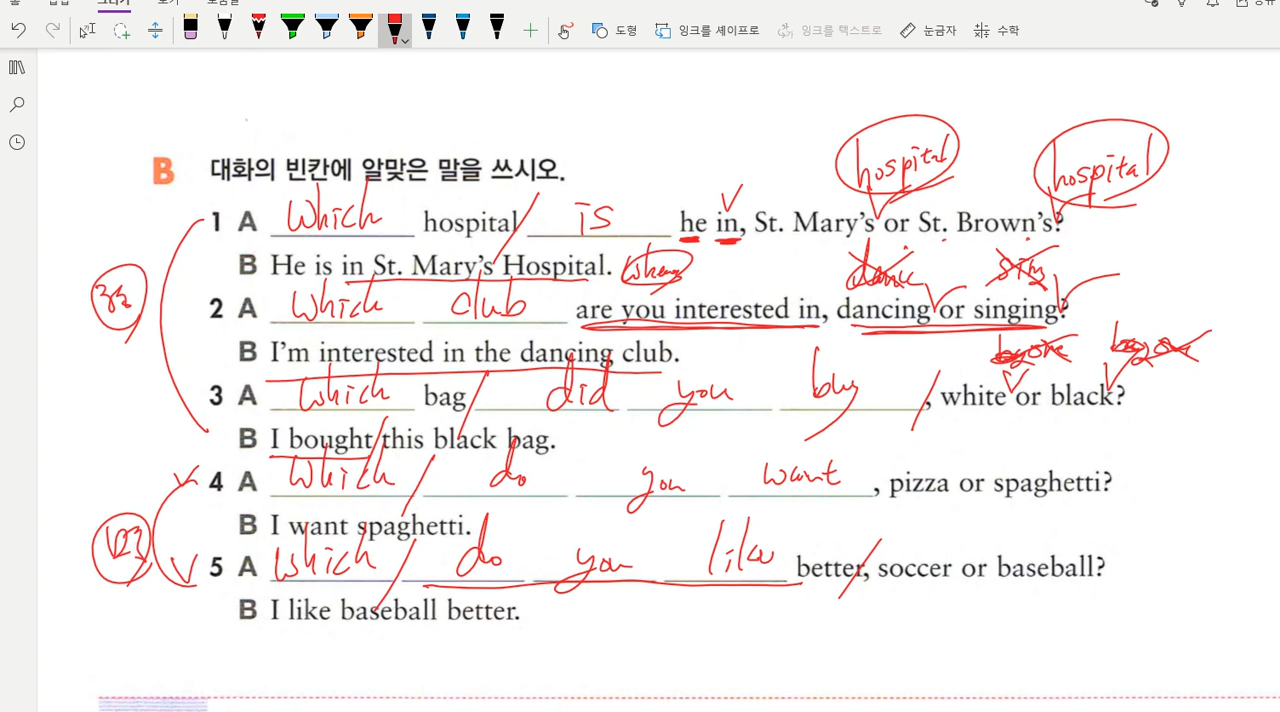 그리기
도형 잉크를 셰이프로 잉크를 텍스트로 눈금자 수학
hospital hospital
B 대화의 빈칸에 알맞은 말을 쓰시오.
1 A which hospital is he in, St. Mary's or St. Brown's?
B He is in St. Mary's Hospital.
2 A which club are you interested in, dancing or singing?
B I'm interested in the dancing club.
3 A which bag did you buy, white or black?
B I bought this black bag.
4 A which do you want, pizza or spaghetti?
B I want spaghetti.
5 A which do you like better, soccer or baseball?
B I like baseball better.